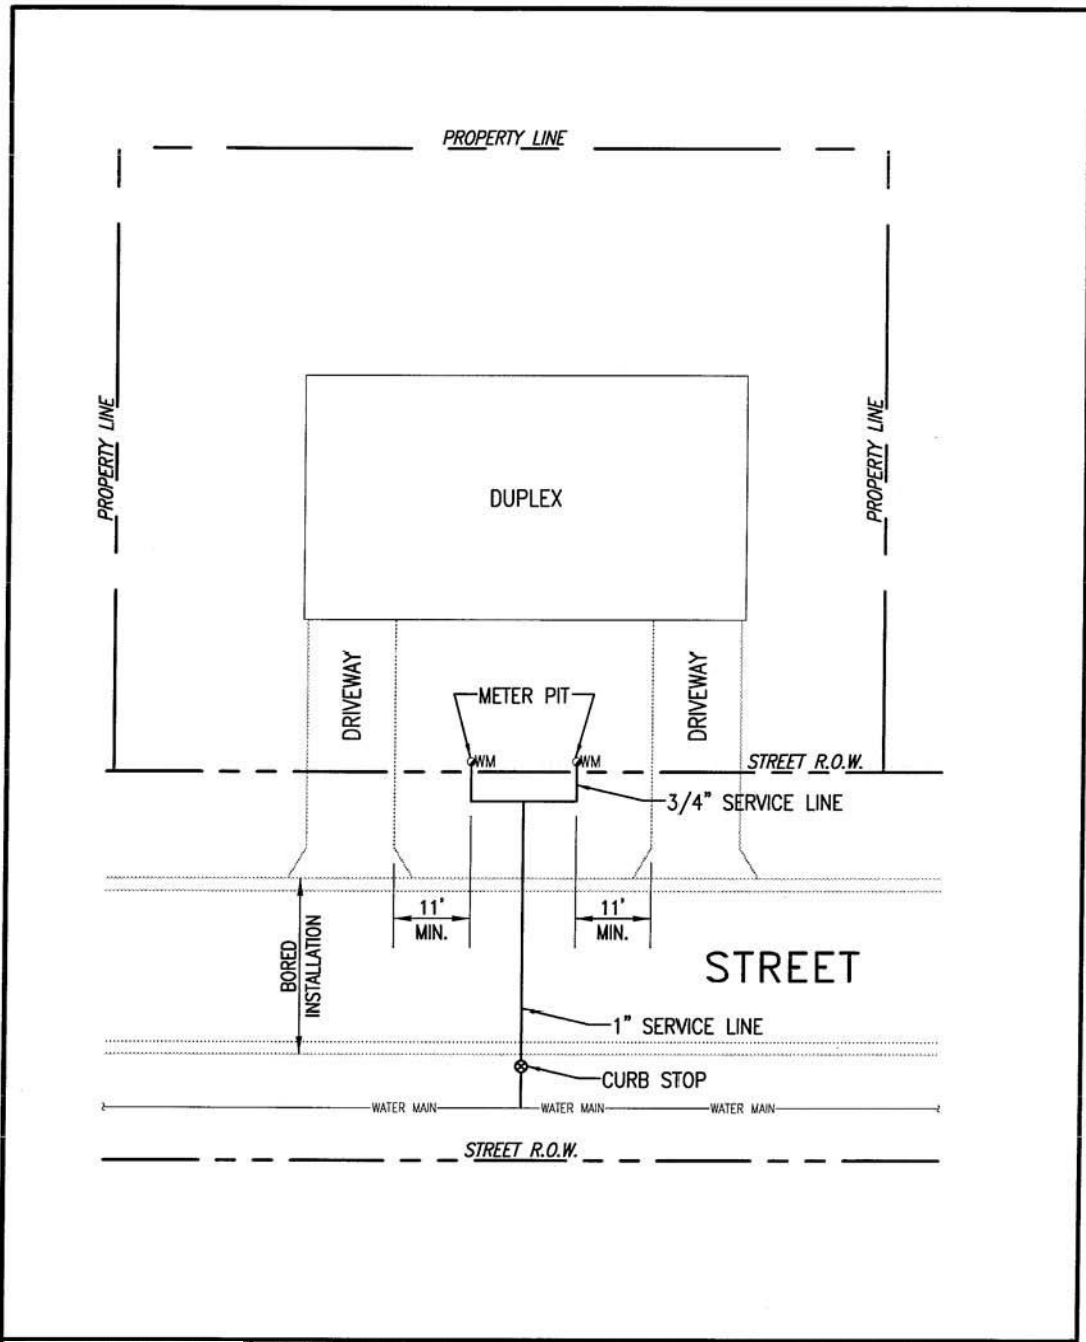 PROPERTY LINE
PROPERTY LINE
PROPERTY LINE
DUPLEX
DRIVEWAY
DRIVEWAY
METER PIT
WM
WM
STREET R.O.W.
3/4" SERVICE LINE
11'
MIN.
11'
MIN.
BORED
INSTALLATION
STREET
1" SERVICE LINE
CURB STOP
WATER MAIN
WATER MAIN
WATER MAIN
STREET R.O.W.